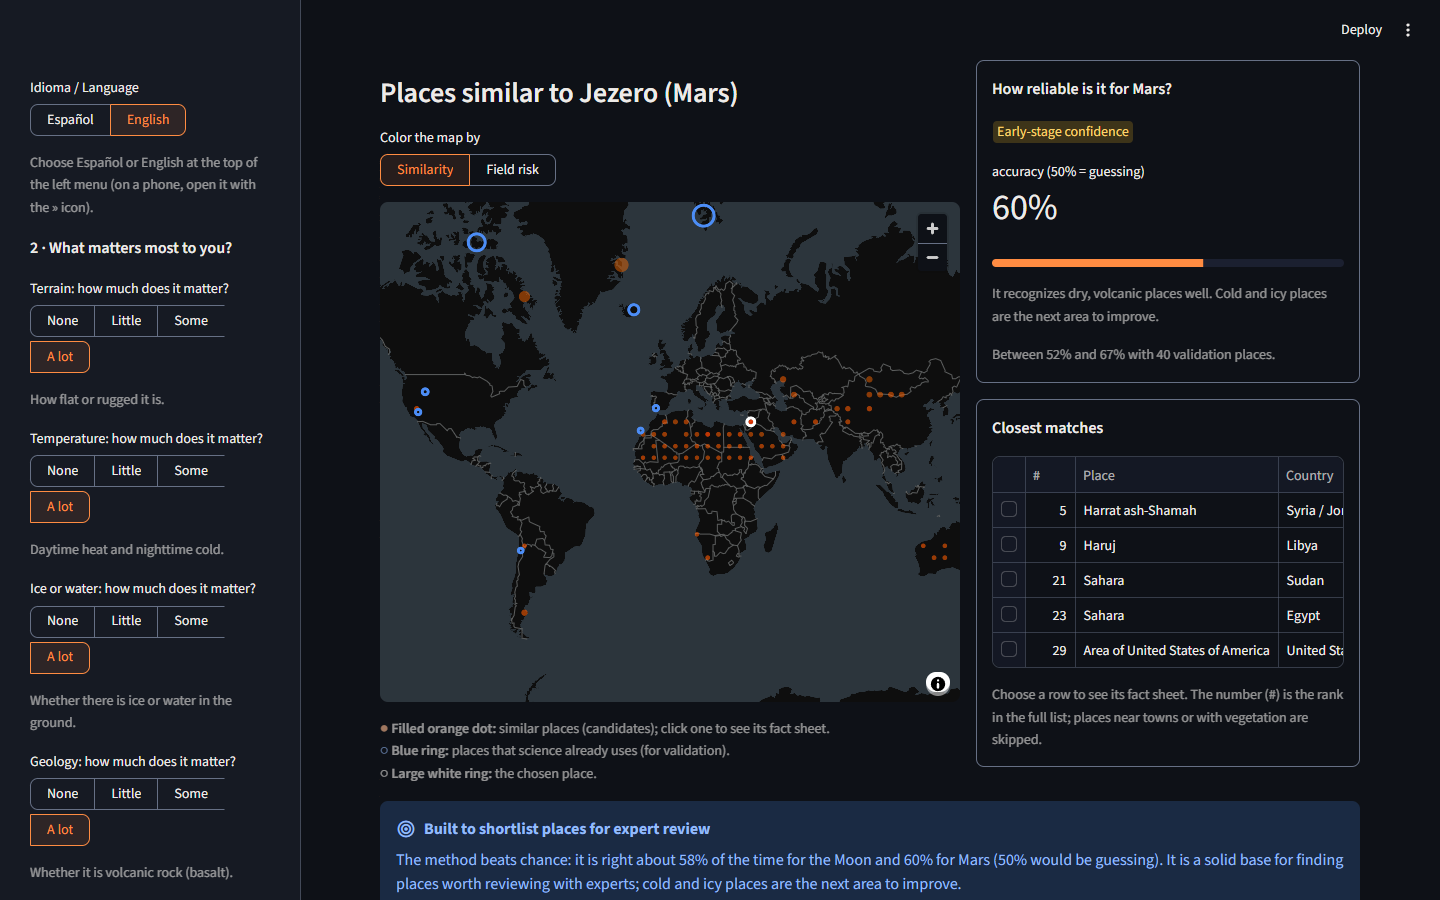 Deploy
Idioma / Language
Español
English
Choose Español or English at the top of
the left menu (on a phone, open it with
the » icon).
2 · What matters most to you?
Terrain: how much does it matter?
None
Little
Some
A lot
How flat or rugged it is.
Temperature: how much does it matter?
None
Little
Some
A lot
Daytime heat and nighttime cold.
Ice or water: how much does it matter?
None
Little
Some
A lot
Whether there is ice or water in the
ground.
Geology: how much does it matter?
None
Little
Some
A lot
Whether it is volcanic rock (basalt).
Places similar to Jezero (Mars)
Color the map by
Similarity
Field risk
Filled orange dot: similar places (candidates); click one to see its fact sheet.
Blue ring: places that science already uses (for validation).
Large white ring: the chosen place.
How reliable is it for Mars?
Early-stage confidence
accuracy (50% = guessing)
60%
It recognizes dry, volcanic places well. Cold and icy places
are the next area to improve.
Between 52% and 67% with 40 validation places.
Closest matches
# Place Country
5 Harrat ash-Shamah Syria / Jor
9 Haruj Libya
21 Sahara Sudan
23 Sahara Egypt
29 Area of United States of America United Sta
Choose a row to see its fact sheet. The number (#) is the rank
in the full list; places near towns or with vegetation are
skipped.
Built to shortlist places for expert review
The method beats chance: it is right about 58% of the time for the Moon and 60% for Mars (50% would be guessing). It is a solid base for finding
places worth reviewing with experts; cold and icy places are the next area to improve.